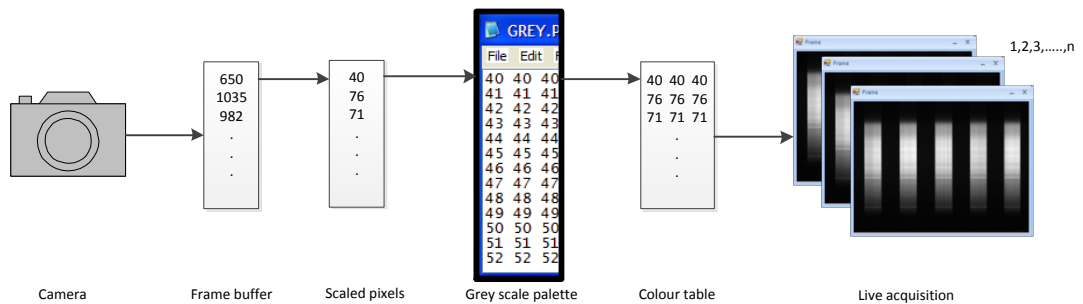 1,2,3,.....,n
650
1035
982
.
.
.
40
76
71
.
.
.
GREY.P
File Edit F
40 40 40
41 41 41
42 42 42
43 43 43
44 44 44
45 45 45
46 46 46
47 47 47
48 48 48
49 49 49
50 50 50
51 51 51
52 52 52
40 40 40
76 76 76
71 71 71
.
.
.
Frame
Frame
Frame
Camera
Frame buffer
Scaled pixels
Grey scale palette
Colour table
Live acquisition